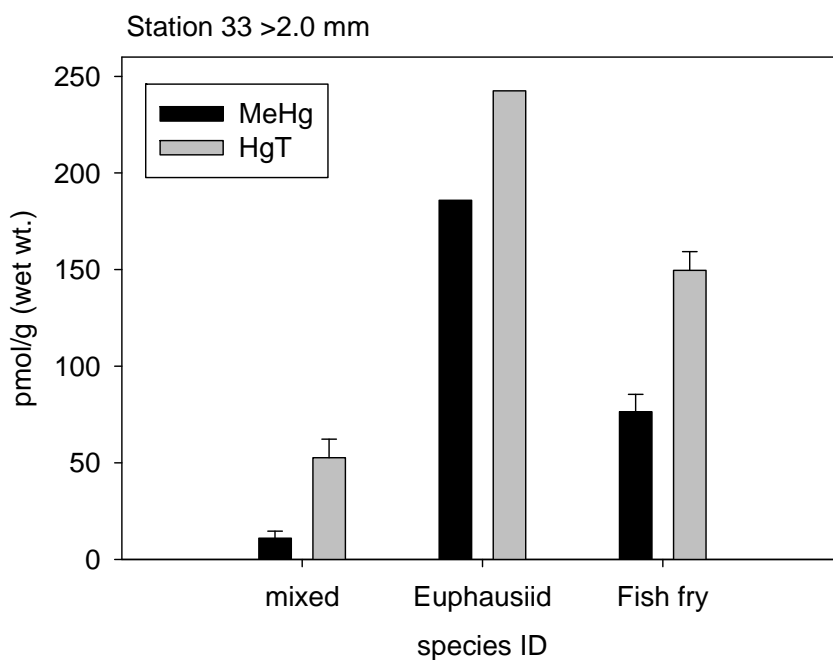 Station 33 >2.0 mm
MeHg
HgT
pmol/g (wet wt.)
250
200
150
100
50
0
mixed Euphausiid Fish fry
species ID